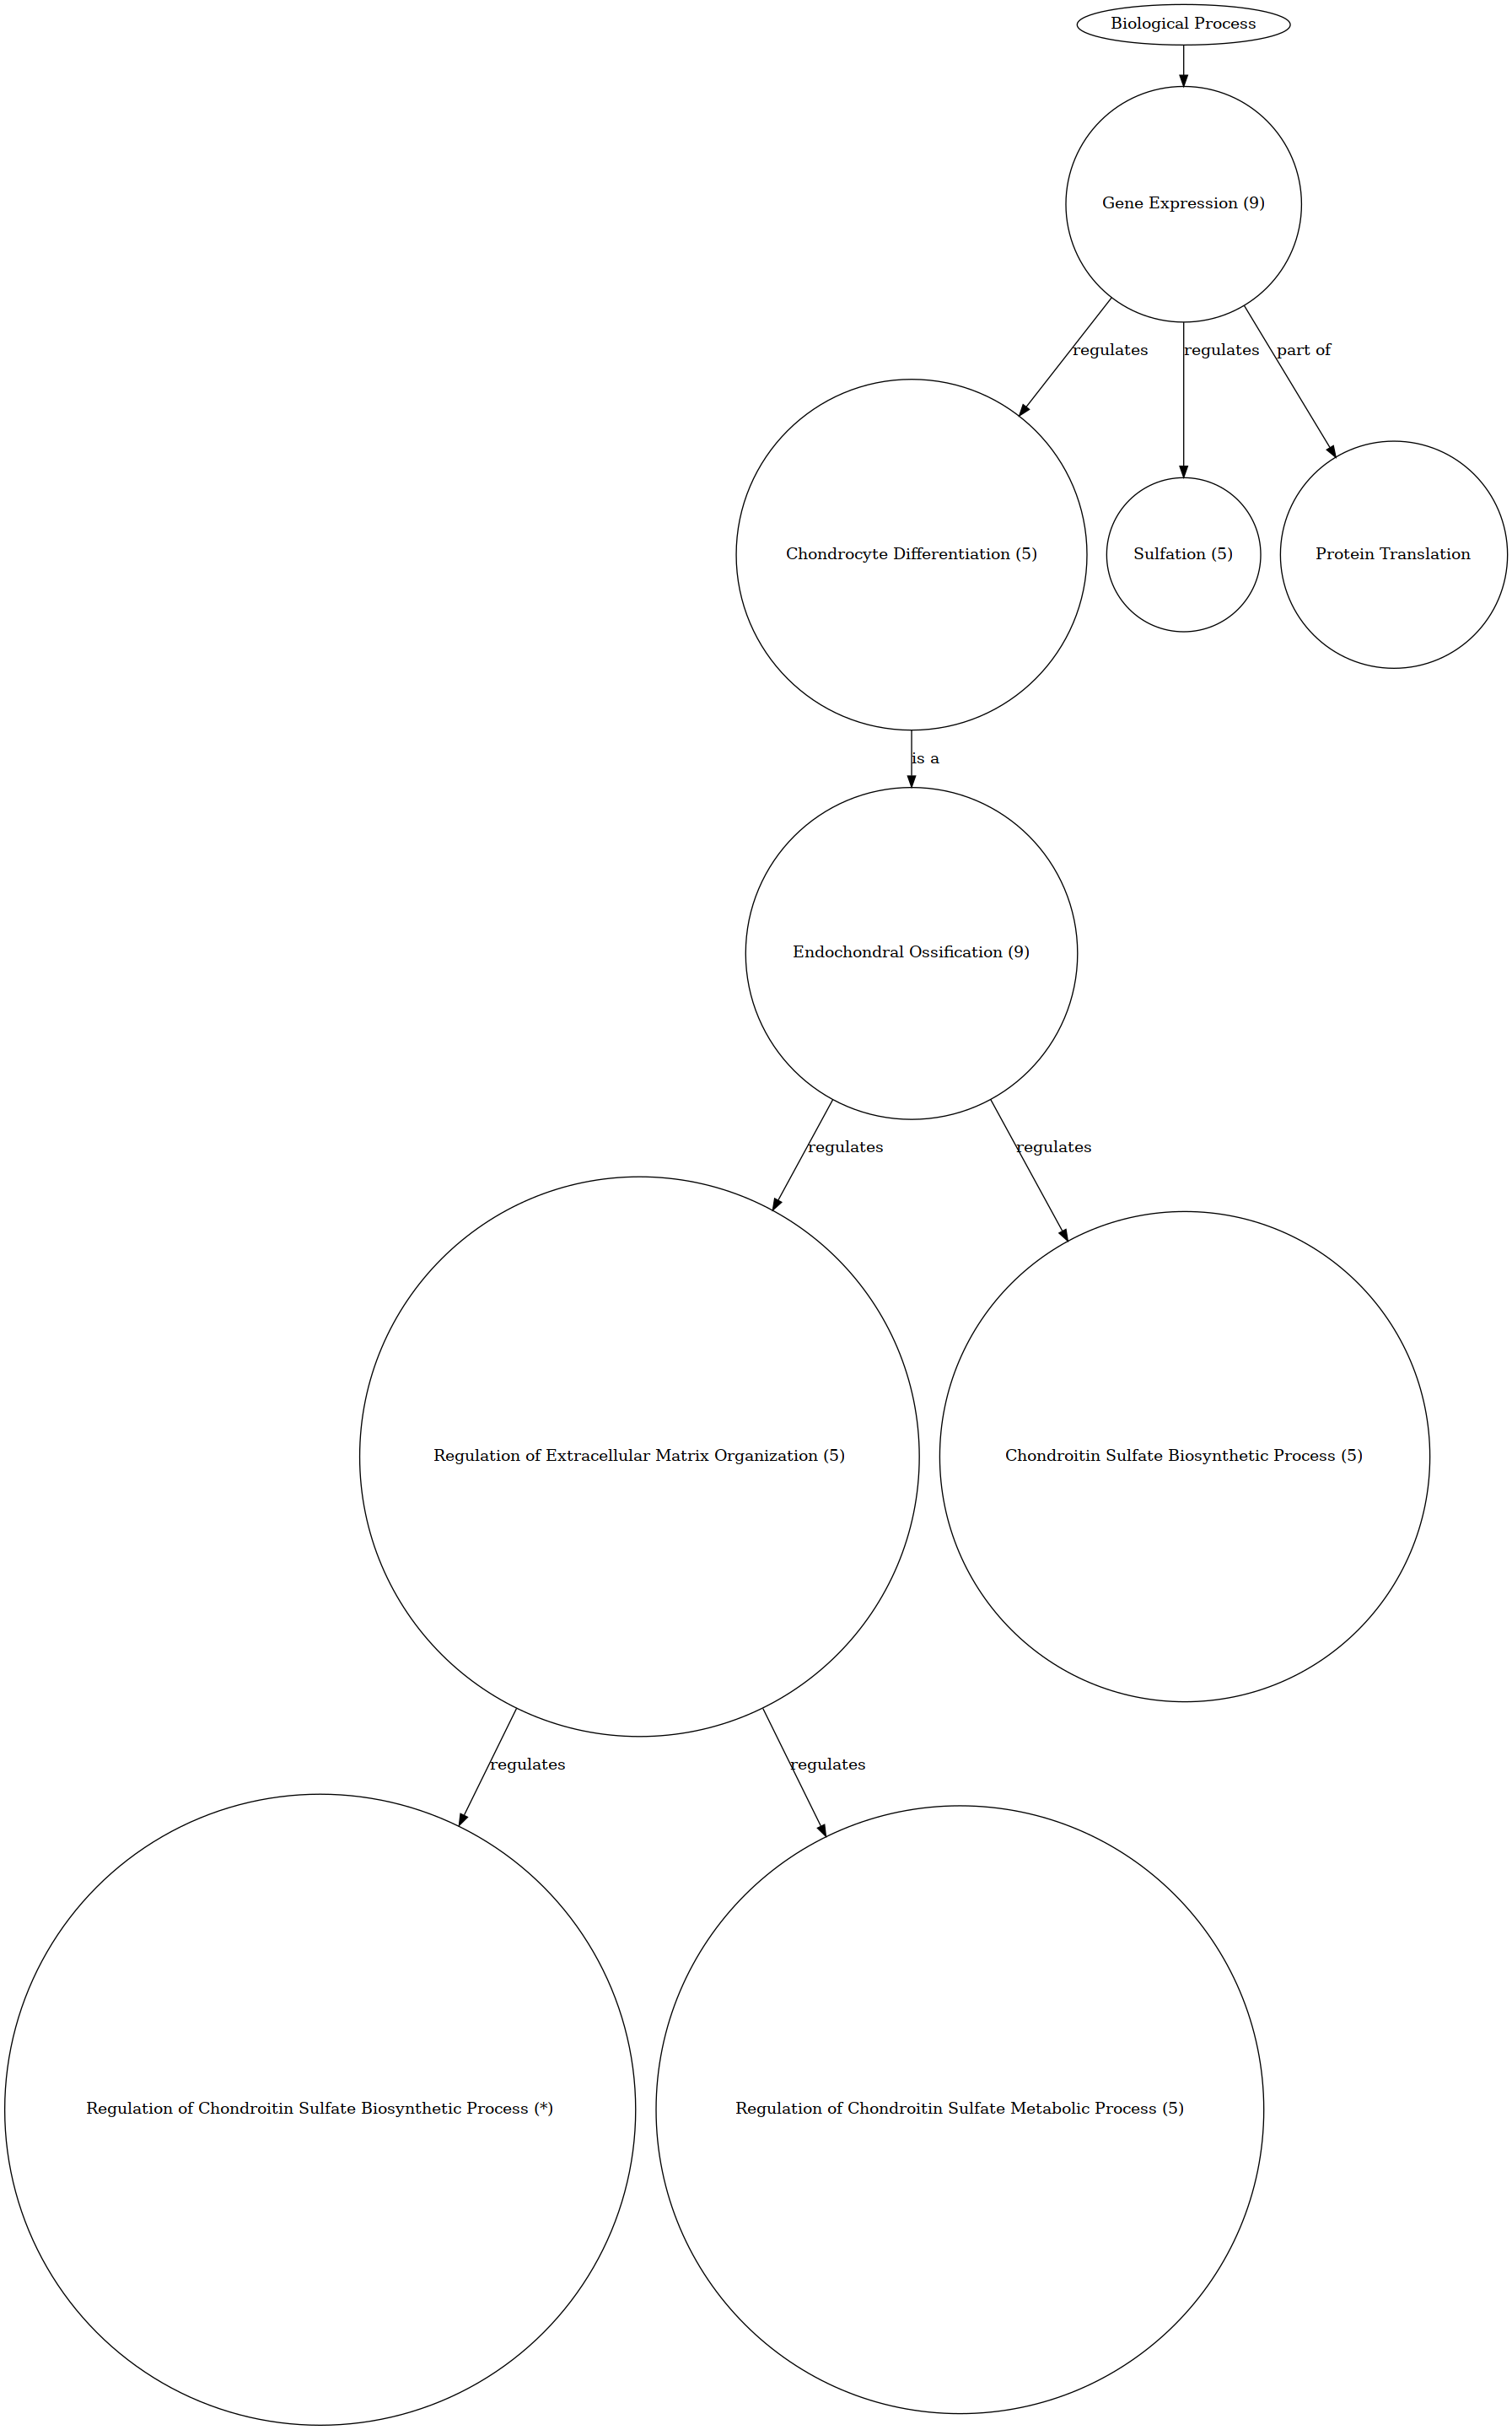 Biological Process
Gene Expression (9)
regulates
regulates
part of
Chondrocyte Differentiation (5)
Sulfation (5)
Protein Translation
is a
Endochondral Ossification (9)
regulates
regulates
Regulation of Extracellular Matrix Organization (5)
Chondroitin Sulfate Biosynthetic Process (5)
regulates
regulates
Regulation of Chondroitin Sulfate Biosynthetic Process (*)
Regulation of Chondroitin Sulfate Metabolic Process (5)